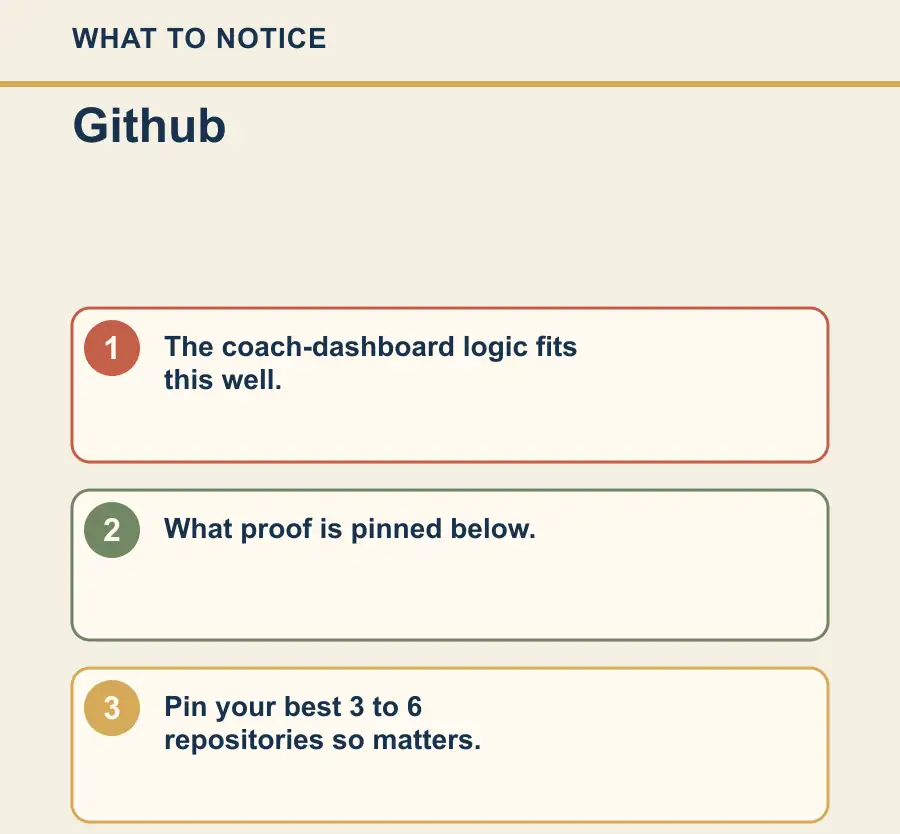 WHAT TO NOTICE
Github
1
The coach-dashboard logic fits
this well.
2
What proof is pinned below.
3
Pin your best 3 to 6
repositories so matters.